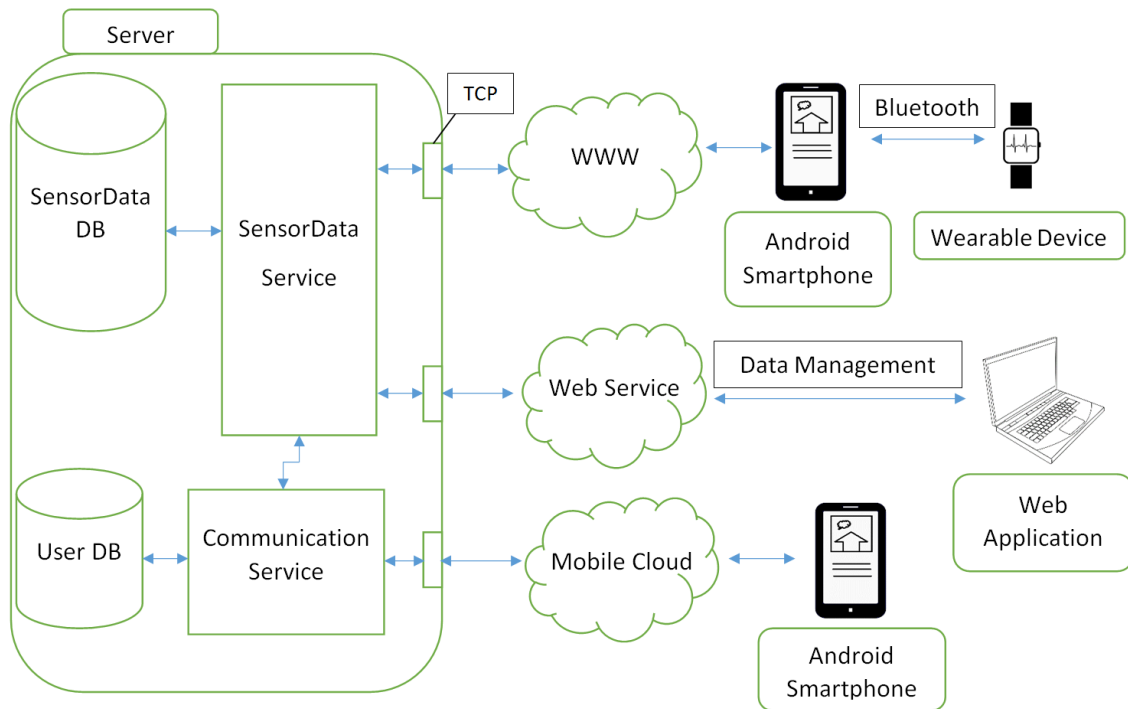 Server
TCP
SensorData
DB
SensorData
Service
WWW
Bluetooth
Android
Smartphone
Wearable Device
Web Service
Data Management
Web
Application
User DB
Communication
Service
Mobile Cloud
Android
Smartphone